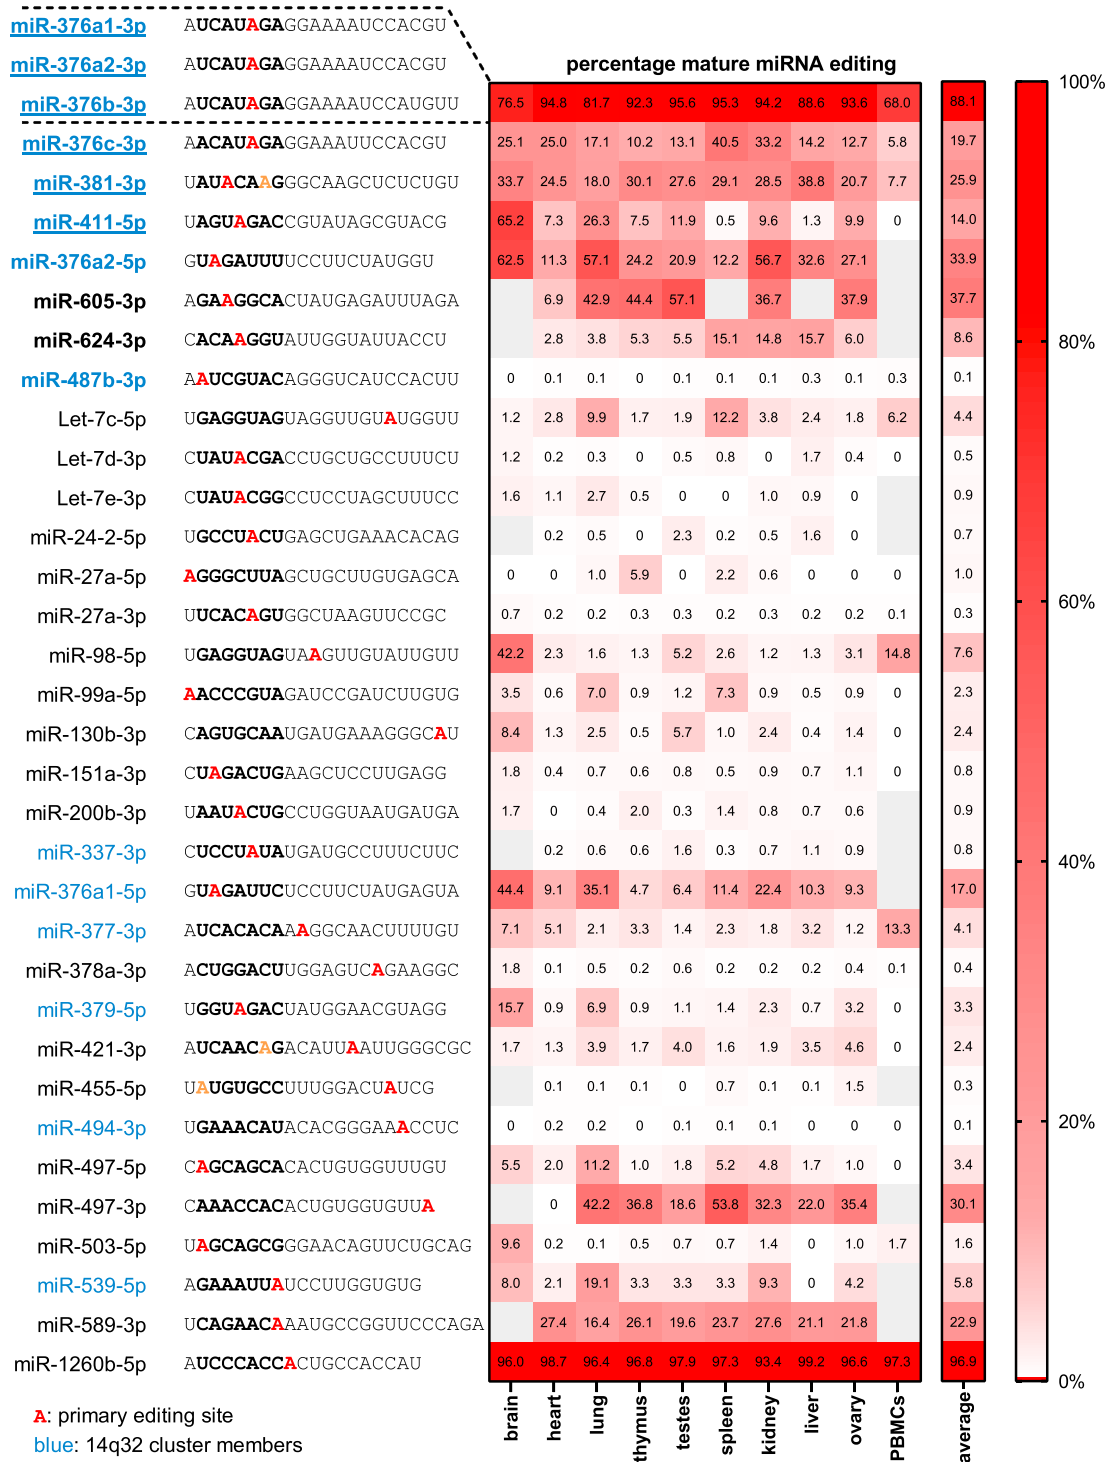 miR-376a1-3p AUCAUAGAGGAAAAUCCACGU
miR-376a2-3p AUCAUAGAGGAAAAUCCACGU
percentage mature miRNA editing
100%
miR-376b-3p AUCAUAGAGGAAAAUCCAUGUU 76.5 94.8 81.7 92.3 95.6 95.3 94.2 88.6 93.6 68.0 88.1
miR-376c-3p AACAUAGAGGAAAUUCCACGU 25.1 25.0 17.1 10.2 13.1 40.5 33.2 14.2 12.7 5.8 19.7
miR-381-3p UAUACAAGGGCAAGCUCUCUGU 33.7 24.5 18.0 30.1 27.6 29.1 28.5 38.8 20.7 7.7 25.9
miR-411-5p UAGUAGACCGUAUAGCGUACG 65.2 7.3 26.3 7.5 11.9 0.5 9.6 1.3 9.9 0 14.0
miR-376a2-5p GUAGAUUUUCCUUCUAUGGU 62.5 11.3 57.1 24.2 20.9 12.2 56.7 32.6 27.1 33.9
miR-605-3p AGAAGGCACUAUGAGAUUUAGA 6.9 42.9 44.4 57.1 36.7 37.9 37.7
miR-624-3p CACAAGGUAUUGGUAUUACCU 2.8 3.8 5.3 5.5 15.1 14.8 15.7 6.0 8.6
80%
miR-487b-3p AAUCGUACAGGGUCAUCCACUU 0 0.1 0.1 0 0.1 0.1 0.1 0.3 0.1 0.3 0.1
Let-7c-5p UGAGGUAGUAGGUUGUAUGGUU 1.2 2.8 9.9 1.7 1.9 12.2 3.8 2.4 1.8 6.2 4.4
Let-7d-3p CUAUACGACCUGCUGCCUUUCU 1.2 0.2 0.3 0 0.5 0.8 0 1.7 0.4 0 0.5
Let-7e-3p CUAUACGGCCUCCUAGCUUUCC 1.6 1.1 2.7 0.5 0 0 1.0 0.9 0 0.9
miR-24-2-5p UGCCUACUGAGCUGAAACACAG 0.2 0.5 0 2.3 0.2 0.5 1.6 0 0.7
miR-27a-5p AGGGCUUAGCUGCUUGUGAGCA 0 0 1.0 5.9 0 2.2 0.6 0 0 0 1.0
60%
miR-27a-3p UUCACAGUGGCUAAGUUCCGC 0.7 0.2 0.2 0.3 0.3 0.2 0.3 0.2 0.2 0.1 0.3
miR-98-5p UGAGGUAGUAAGUUGUAUUGUU 42.2 2.3 1.6 1.3 5.2 2.6 1.2 1.3 3.1 14.8 7.6
miR-99a-5p AACCCGUAGAUCCGAUCUUGUG 3.5 0.6 7.0 0.9 1.2 7.3 0.9 0.5 0.9 0 2.3
miR-130b-3p CAGUGCAAUGAUGAAAGGGCAU 8.4 1.3 2.5 0.5 5.7 1.0 2.4 0.4 1.4 0 2.4
miR-151a-3p CUAGACUGAAGCUCCUUGAGG 1.8 0.4 0.7 0.6 0.8 0.5 0.9 0.7 1.1 0 0.8
miR-200b-3p UAAUACUGCCUGGUAAUGAUGA 1.7 0 0.4 2.0 0.3 1.4 0.8 0.7 0.6 0.9
miR-337-3p CUCCUAUAUGAUGCCUUUCUUC 0.2 0.6 0.6 1.6 0.3 0.7 1.1 0.9 0.8
40%
miR-376a1-5p GUAGAUUCUCCUUCUAUGAGUA 44.4 9.1 35.1 4.7 6.4 11.4 22.4 10.3 9.3 17.0
miR-377-3p AUCACACAAAGGCAACUUUUGU 7.1 5.1 2.1 3.3 1.4 2.3 1.8 3.2 1.2 13.3 4.1
miR-378a-3p ACUGGACUUGGAGUCAGAAGGC 1.8 0.1 0.5 0.2 0.6 0.2 0.2 0.2 0.4 0.1 0.4
miR-379-5p UGGUAGACUAUGGAACGUAGG 15.7 0.9 6.9 0.9 1.1 1.4 2.3 0.7 3.2 0 3.3
miR-421-3p AUCAACAGACAUUAAUUGGGCGC 1.7 1.3 3.9 1.7 4.0 1.6 1.9 3.5 4.6 0 2.4
miR-455-5p UAUGUGCCUUUGGACUAUCG 0.1 0.1 0.1 0 0.7 0.1 0.1 1.5 0.3
20%
miR-494-3p UGAAACAUACACGGGAAACCUC 0 0.2 0.2 0 0.1 0.1 0.1 0 0 0 0.1
miR-497-5p CAGCAGCACACUGUGGUUUGU 5.5 2.0 11.2 1.0 1.8 5.2 4.8 1.7 1.0 0 3.4
miR-497-3p CAAACCACACUGUGGUGUUA 0 42.2 36.8 18.6 53.8 32.3 22.0 35.4 30.1
miR-503-5p UAGCAGCGGGAACAGUUCUGCAG 9.6 0.2 0.1 0.5 0.7 0.7 1.4 0 1.0 1.7 1.6
miR-539-5p AGAAAUUAUCCUUGGUGUG 8.0 2.1 19.1 3.3 3.3 3.3 9.3 0 4.2 5.8
miR-589-3p UCAGAACAAAUGCCGGUUCCCAGA 27.4 16.4 26.1 19.6 23.7 27.6 21.1 21.8 22.9
miR-1260b-5p AUCCCACCACUGCCACCAU 96.0 98.7 96.4 96.8 97.9 97.3 93.4 99.2 96.6 97.3 96.9
0%
brain heart lung thymus testes spleen kidney liver ovary PBMCs average
A: primary editing site
blue: 14q32 cluster members